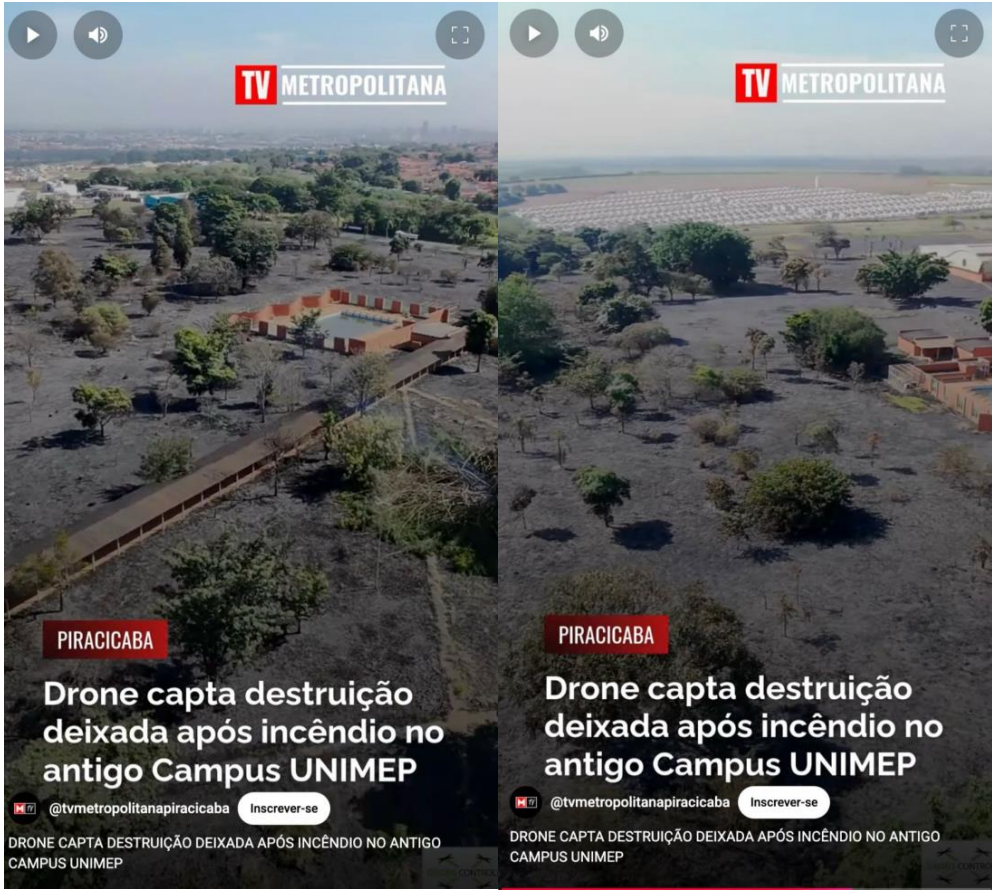 TV METROPOLITANA
PIRACICABA
Drone capta destruição
deixada após incêndio no
antigo Campus UNIMEP
@tvmetropolitanapiracicaba Inscrever-se
DRONE CAPTA DESTRUIÇÃO DEIXADA APÓS INCÊNDIO NO ANTIGO
CAMPUS UNIMEP
TV METROPOLITANA
PIRACICABA
Drone capta destruição
deixada após incêndio no
antigo Campus UNIMEP
@tvmetropolitanapiracicaba Inscrever-se
DRONE CAPTA DESTRUIÇÃO DEIXADA APÓS INCÊNDIO NO ANTIGO
CAMPUS UNIMEP